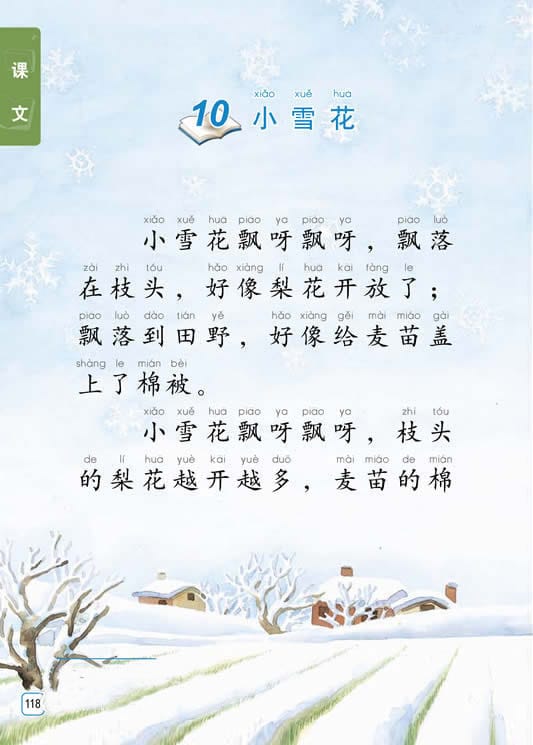 课文
xiǎo xuě huā
10 小雪花
xiǎo xuě huā piāo ya piāo ya piāo luò
小雪花飘呀飘呀，飘落
zài zhī tóu hǎo xiàng lí huā kāi fàng le
在枝头，好像梨花开放了；
piāo luò dào tián yě hǎo xiàng gěi mài miáo gài
飘落到田野，好像给麦苗盖
shàng le mián bèi
上了棉被。
xiǎo xuě huā piāo ya piāo ya zhī tóu
小雪花飘呀飘呀，枝头
de lí huā yuè kāi yuè duō mài miáo de mián
的梨花越开越多，麦苗的棉
118